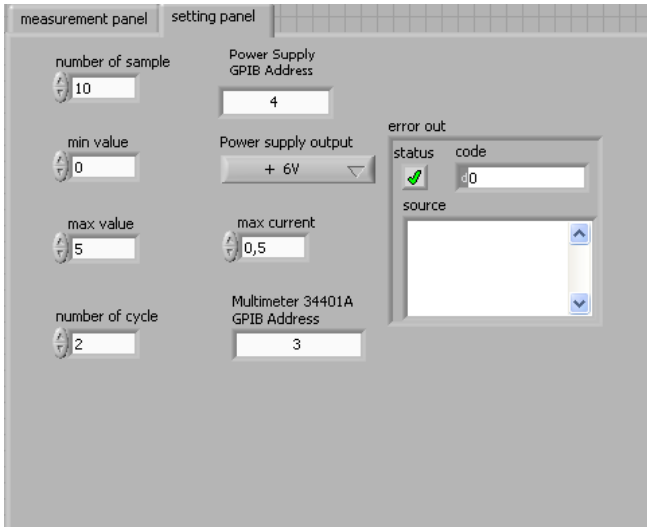 measurement panel
setting panel
number of sample
10
Power Supply
GPIB Address
4
min value
0
Power supply output
+ 6V
error out
status
code
d0
source
max value
5
max current
0,5
number of cycle
2
Multimeter 34401A
GPIB Address
3